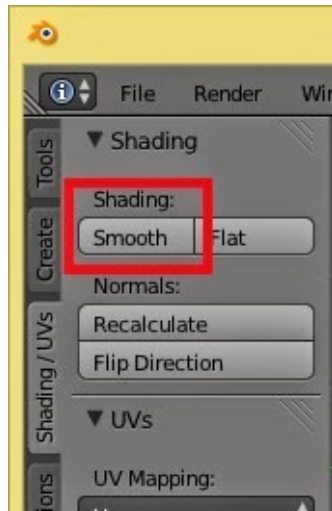 File Render
Tools
Create
Shading / UVs
Shading
Shading:
Smooth Flat
Normals:
Recalculate
Flip Direction
UVs
UV Mapping: